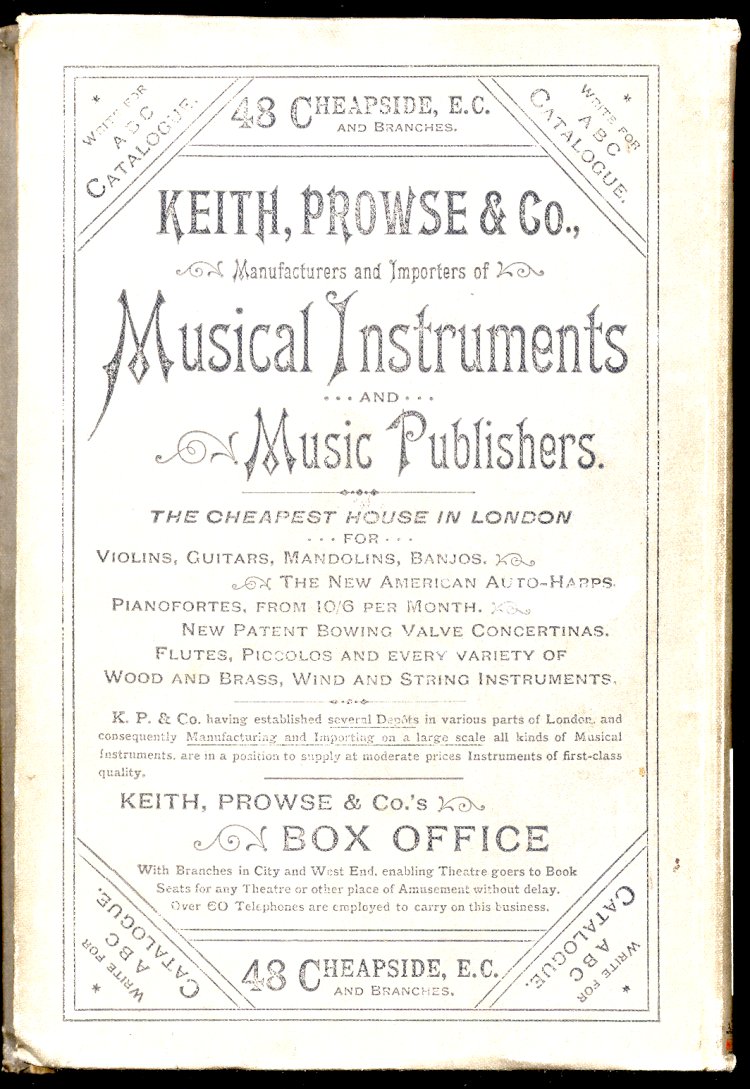 * WRITE FOR
ABC
CATALOGUE.
48 CHEAPSIDE, E.C.
AND BRANCHES.
* WRITE FOR
ABC
CATALOGUE.
KEITH, PROWSE & Co.,
Manufacturers and Importers of
Musical Instruments
··· AND ···
Music Publishers.
THE CHEAPEST HOUSE IN LONDON
··· FOR ···
VIOLINS, GUITARS, MANDOLINS, BANJOS.
THE NEW AMERICAN AUTO-HARPS.
PIANOFORTES, FROM 10/6 PER MONTH.
NEW PATENT BOWING VALVE CONCERTINAS.
FLUTES, PICCOLOS AND EVERY VARIETY OF
WOOD AND BRASS, WIND AND STRING INSTRUMENTS.
K. P. & Co. having established several Depôts in various parts of London, and
consequently Manufacturing and Importing on a large scale all kinds of Musical
Instruments, are in a position to supply at moderate prices Instruments of first-class
quality.
KEITH, PROWSE & Co.'s
BOX OFFICE
With Branches in City and West End, enabling Theatre goers to Book
Seats for any Theatre or other place of Amusement without delay.
Over 60 Telephones are employed to carry on this business.
* WRITE FOR
ABC
CATALOGUE.
48 CHEAPSIDE, E.C.
AND BRANCHES.
* WRITE FOR
ABC
CATALOGUE.